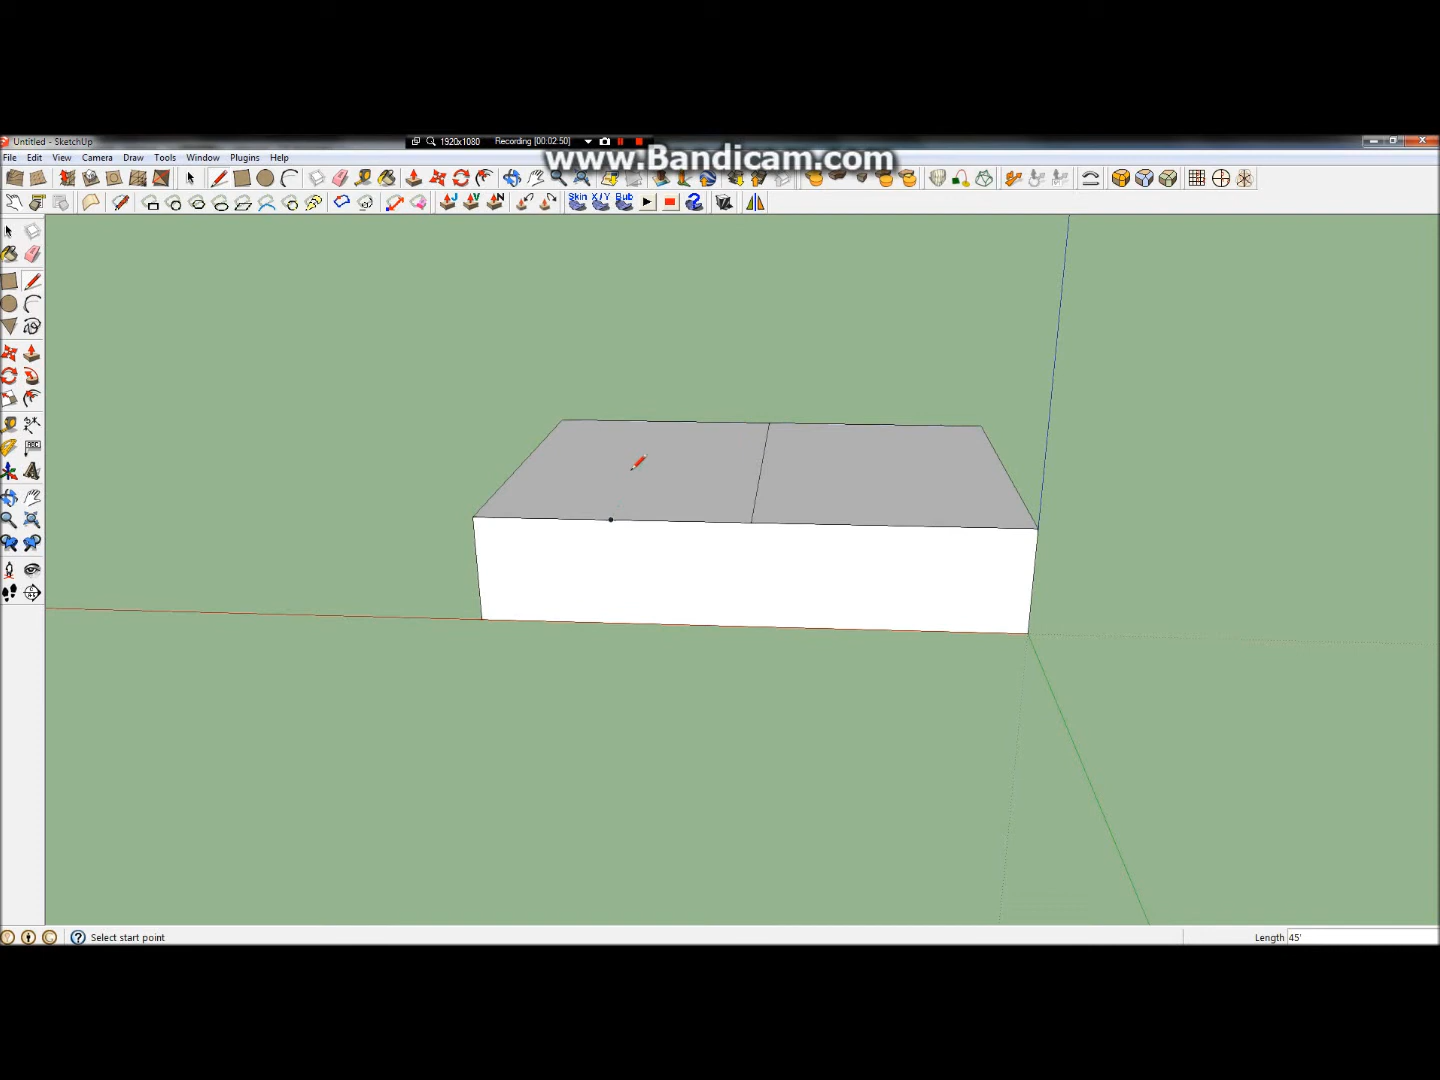 Untitled - SketchUp
1920x1080 Recording [00:02:50]
www.Bandicam.com
File Edit View Camera Draw Tools Window Plugins Help
Skin X/Y Bub
Select start point
Length 45'